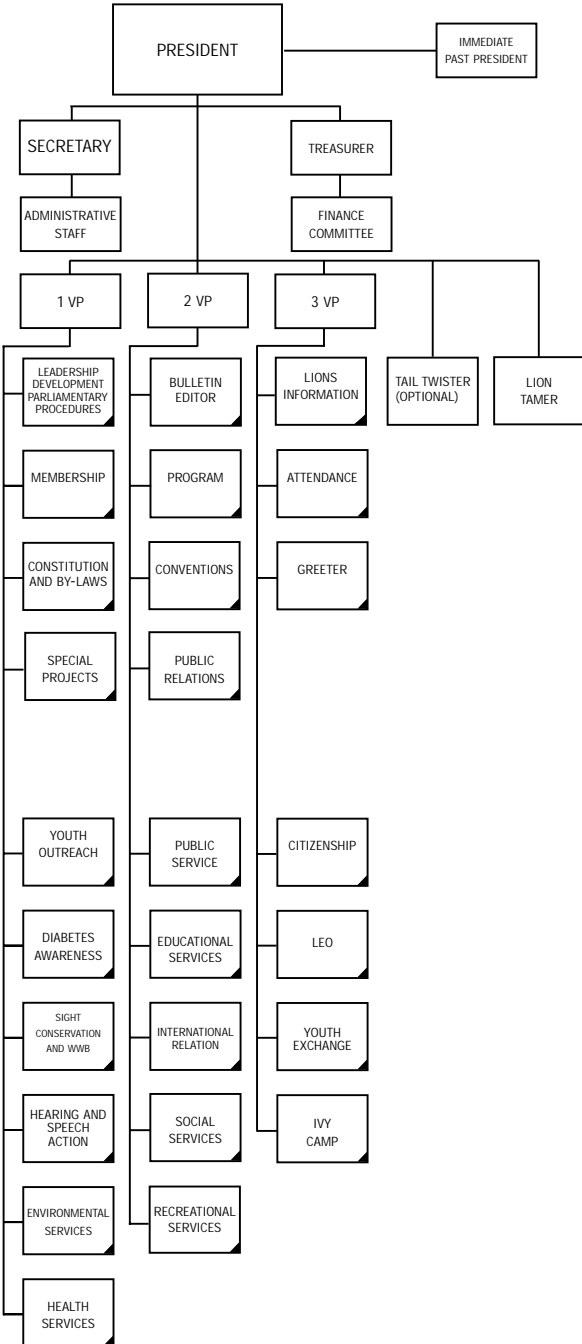 PRESIDENT
IMMEDIATE
PAST PRESIDENT
SECRETARY
TREASURER
ADMINISTRATIVE
STAFF
FINANCE
COMMITTEE
1 VP
2 VP
3 VP
LEADERSHIP
DEVELOPMENT
PARLIAMENTARY
PROCEDURES
BULLETIN
EDITOR
LIONS
INFORMATION
TAIL TWISTER
(OPTIONAL)
LION
TAMER
MEMBERSHIP
PROGRAM
ATTENDANCE
CONSTITUTION
AND BY-LAWS
CONVENTIONS
GREETER
SPECIAL
PROJECTS
PUBLIC
RELATIONS
YOUTH
OUTREACH
PUBLIC
SERVICE
CITIZENSHIP
DIABETES
AWARENESS
EDUCATIONAL
SERVICES
LEO
SIGHT
CONSERVATION
AND WWB
INTERNATIONAL
RELATION
YOUTH
EXCHANGE
HEARING AND
SPEECH
ACTION
SOCIAL
SERVICES
IVY
CAMP
ENVIRONMENTAL
SERVICES
RECREATIONAL
SERVICES
HEALTH
SERVICES